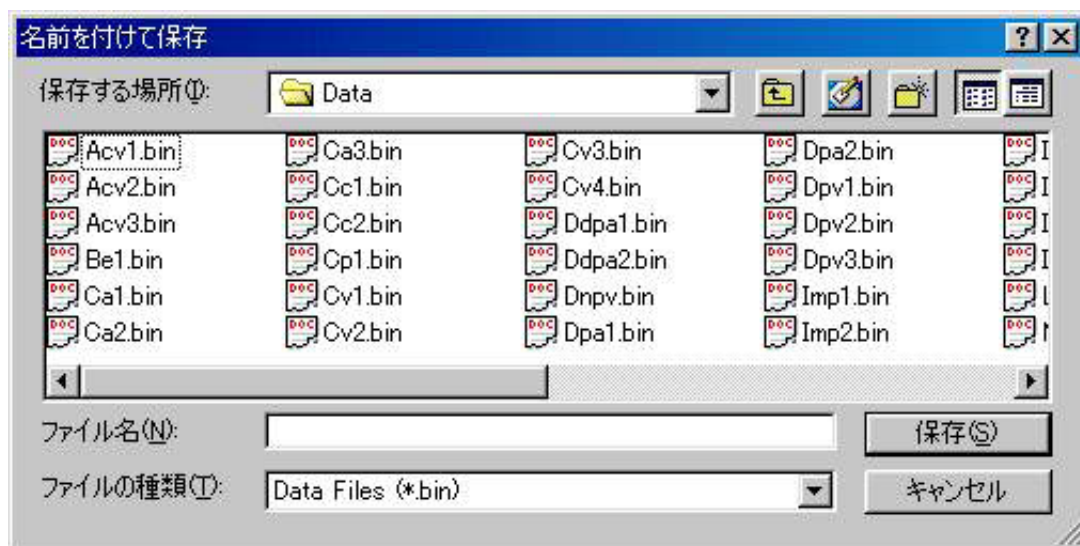 名前を付けて保存
保存する場所(I): Data
Acv1.bin Ca3.bin Cv3.bin Dpa2.bin
Acv2.bin Cc1.bin Cv4.bin Dpv1.bin
Acv3.bin Cc2.bin Ddpa1.bin Dpv2.bin
Be1.bin Cp1.bin Ddpa2.bin Dpv3.bin
Ca1.bin Cv1.bin Dnpv.bin Imp1.bin
Ca2.bin Cv2.bin Dpa1.bin Imp2.bin
ファイル名(N): 保存(S)
ファイルの種類(T): Data Files (*.bin) キャンセル